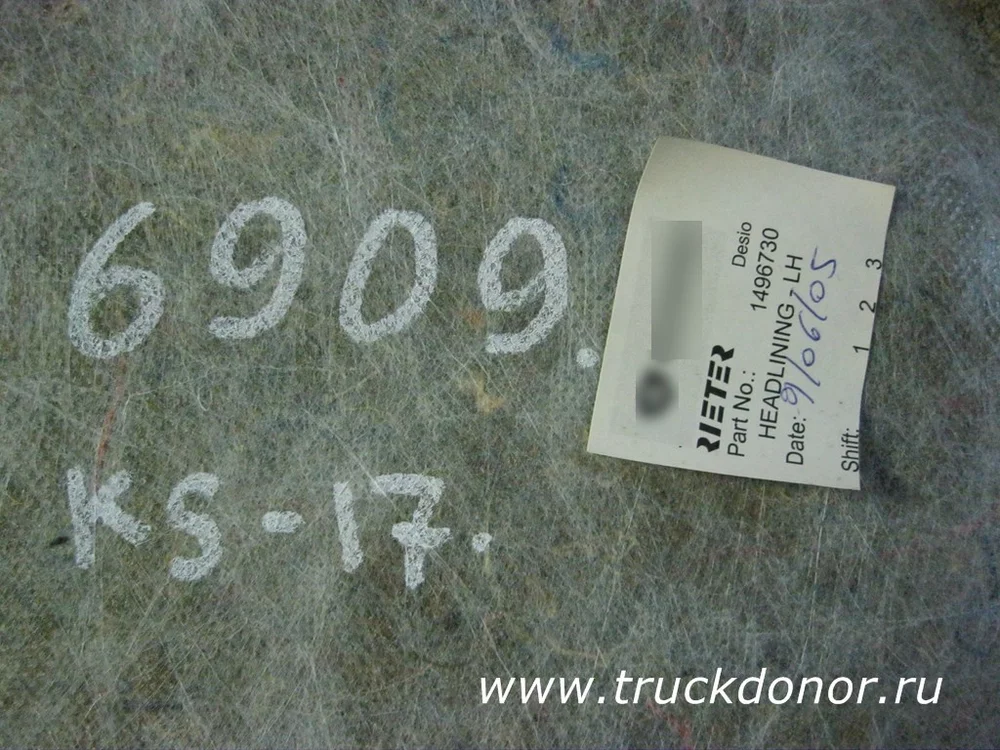 6909.
KS-17.
RIETER Desio
Part No.: 1496730
HEADLINING, LH
Date: 9/06/05
Shift: 1 2 3
www.truckdonor.ru